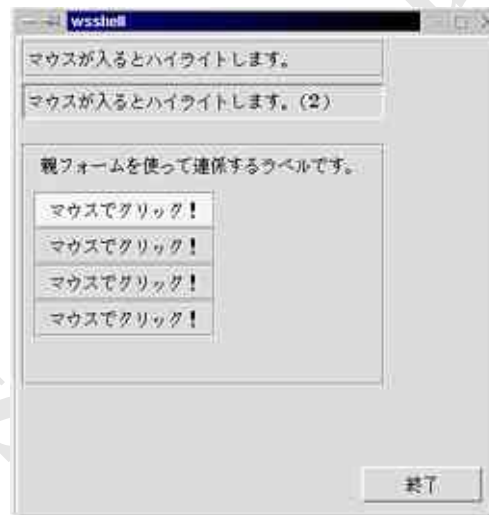 wsshell
マウスが入るとハイライトします。
マウスが入るとハイライトします。(2)
親フォームを使って連係するラベルです。
マウスでクリック!
マウスでクリック!
マウスでクリック!
マウスでクリック!
終了